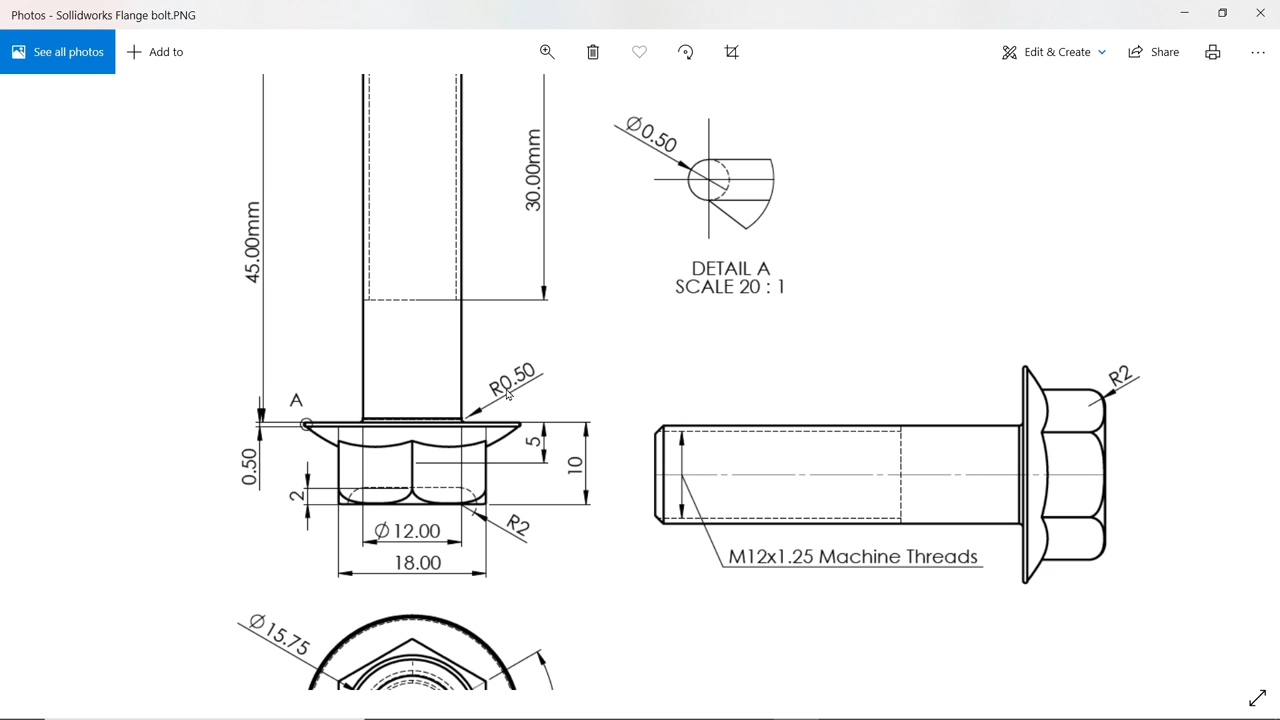 Photos - Sollidworks Flange bolt.PNG
See all photos
Add to
Edit & Create
Share
45.00mm
30.00mm
Ø0.50
DETAIL A
SCALE 20 : 1
A
R0.50
R2
0.50
2
5
10
R2
Ø12.00
18.00
M12x1.25 Machine Threads
Ø15.75